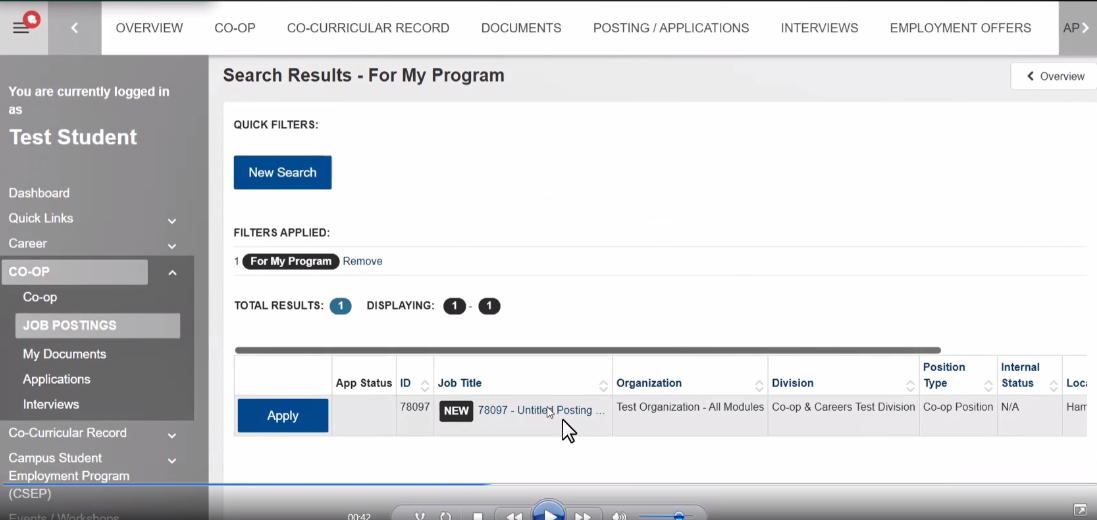 OVERVIEW CO-OP CO-CURRICULAR RECORD DOCUMENTS POSTING / APPLICATIONS INTERVIEWS EMPLOYMENT OFFERS AP
You are currently logged in
as
Test Student
Dashboard
Quick Links
Career
CO-OP
Co-op
JOB POSTINGS
My Documents
Applications
Interviews
Co-Curricular Record
Campus Student
Employment Program
(CSEP)
Events / Workshops
Search Results - For My Program
Overview
QUICK FILTERS:
New Search
FILTERS APPLIED:
1 For My Program Remove
TOTAL RESULTS: 1 DISPLAYING: 1 - 1
App Status ID Job Title Organization Division Position Type Internal Status Loca
Apply 78097 NEW 78097 - Untitled Posting ... Test Organization - All Modules Co-op & Careers Test Division Co-op Position N/A Ham
00:42